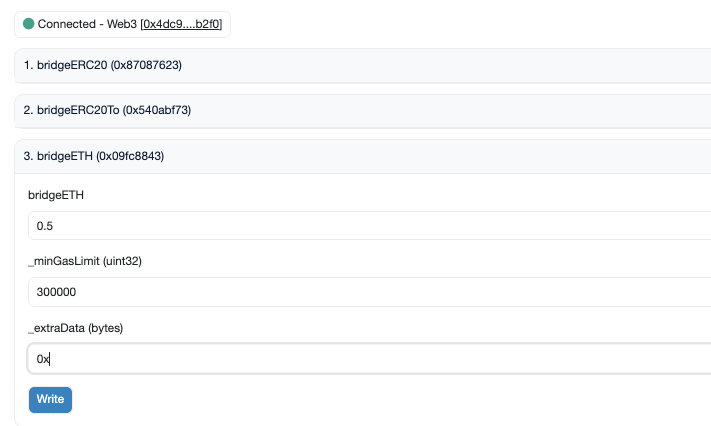 Connected - Web3 [0x4dc9....b2f0]
1. bridgeERC20 (0x87087623)
2. bridgeERC20To (0x540abf73)
3. bridgeETH (0x09fc8843)
bridgeETH
0.5
_minGasLimit (uint32)
300000
_extraData (bytes)
0x
Write